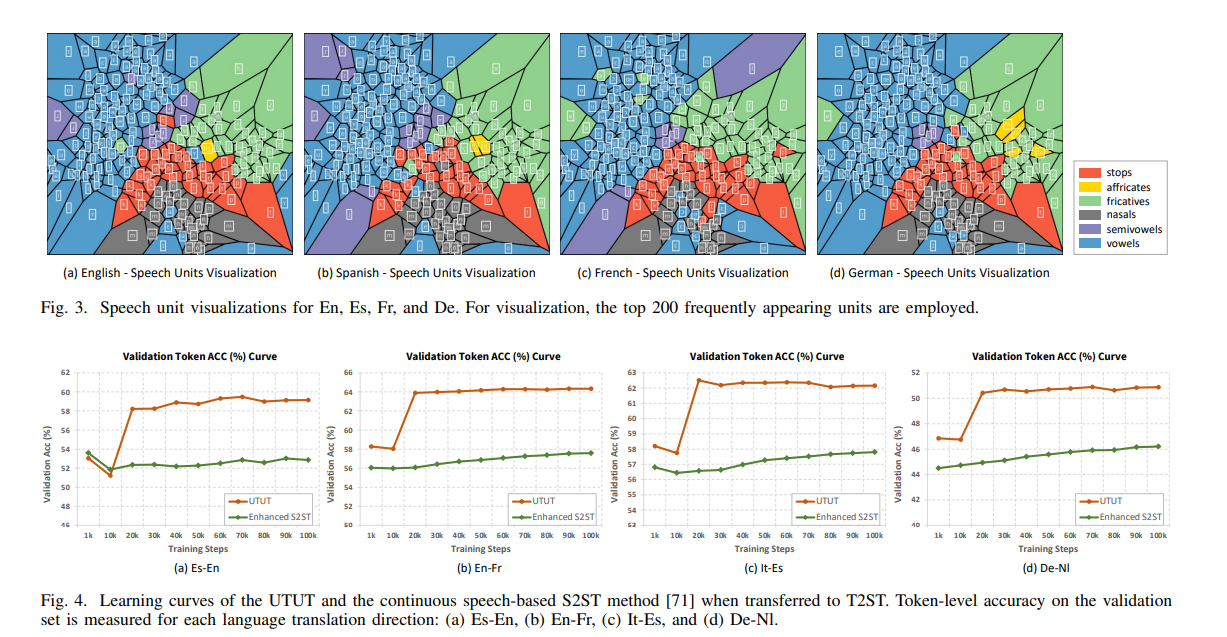 stops
affricates
fricatives
nasals
semivowels
vowels
(a) English - Speech Units Visualization
(b) Spanish - Speech Units Visualization
(c) French - Speech Units Visualization
(d) German - Speech Units Visualization
Fig. 3. Speech unit visualizations for En, Es, Fr, and De. For visualization, the top 200 frequently appearing units are employed.
Validation Token ACC (%) Curve
Validation Acc (%)
62
60
58
56
54
52
50
48
46
UTUT
Enhanced S2ST
1k 10k 20k 30k 40k 50k 60k 70k 80k 90k 100k
Training Steps
(a) Es-En
Validation Token ACC (%) Curve
Validation Acc (%)
66
64
62
60
58
56
54
52
50
UTUT
Enhanced S2ST
1k 10k 20k 30k 40k 50k 60k 70k 80k 90k 100k
Training Steps
(b) En-Fr
Validation Token ACC (%) Curve
Validation Acc (%)
63
62
61
60
59
58
57
56
55
54
53
UTUT
Enhanced S2ST
1k 10k 20k 30k 40k 50k 60k 70k 80k 90k 100k
Training Steps
(c) It-Es
Validation Token ACC (%) Curve
Validation Acc (%)
52
50
48
46
44
42
40
UTUT
Enhanced S2ST
1k 10k 20k 30k 40k 50k 60k 70k 80k 90k 100k
Training Steps
(d) De-Nl
Fig. 4. Learning curves of the UTUT and the continuous speech-based S2ST method [71] when transferred to T2ST. Token-level accuracy on the validation
set is measured for each language translation direction: (a) Es-En, (b) En-Fr, (c) It-Es, and (d) De-Nl.